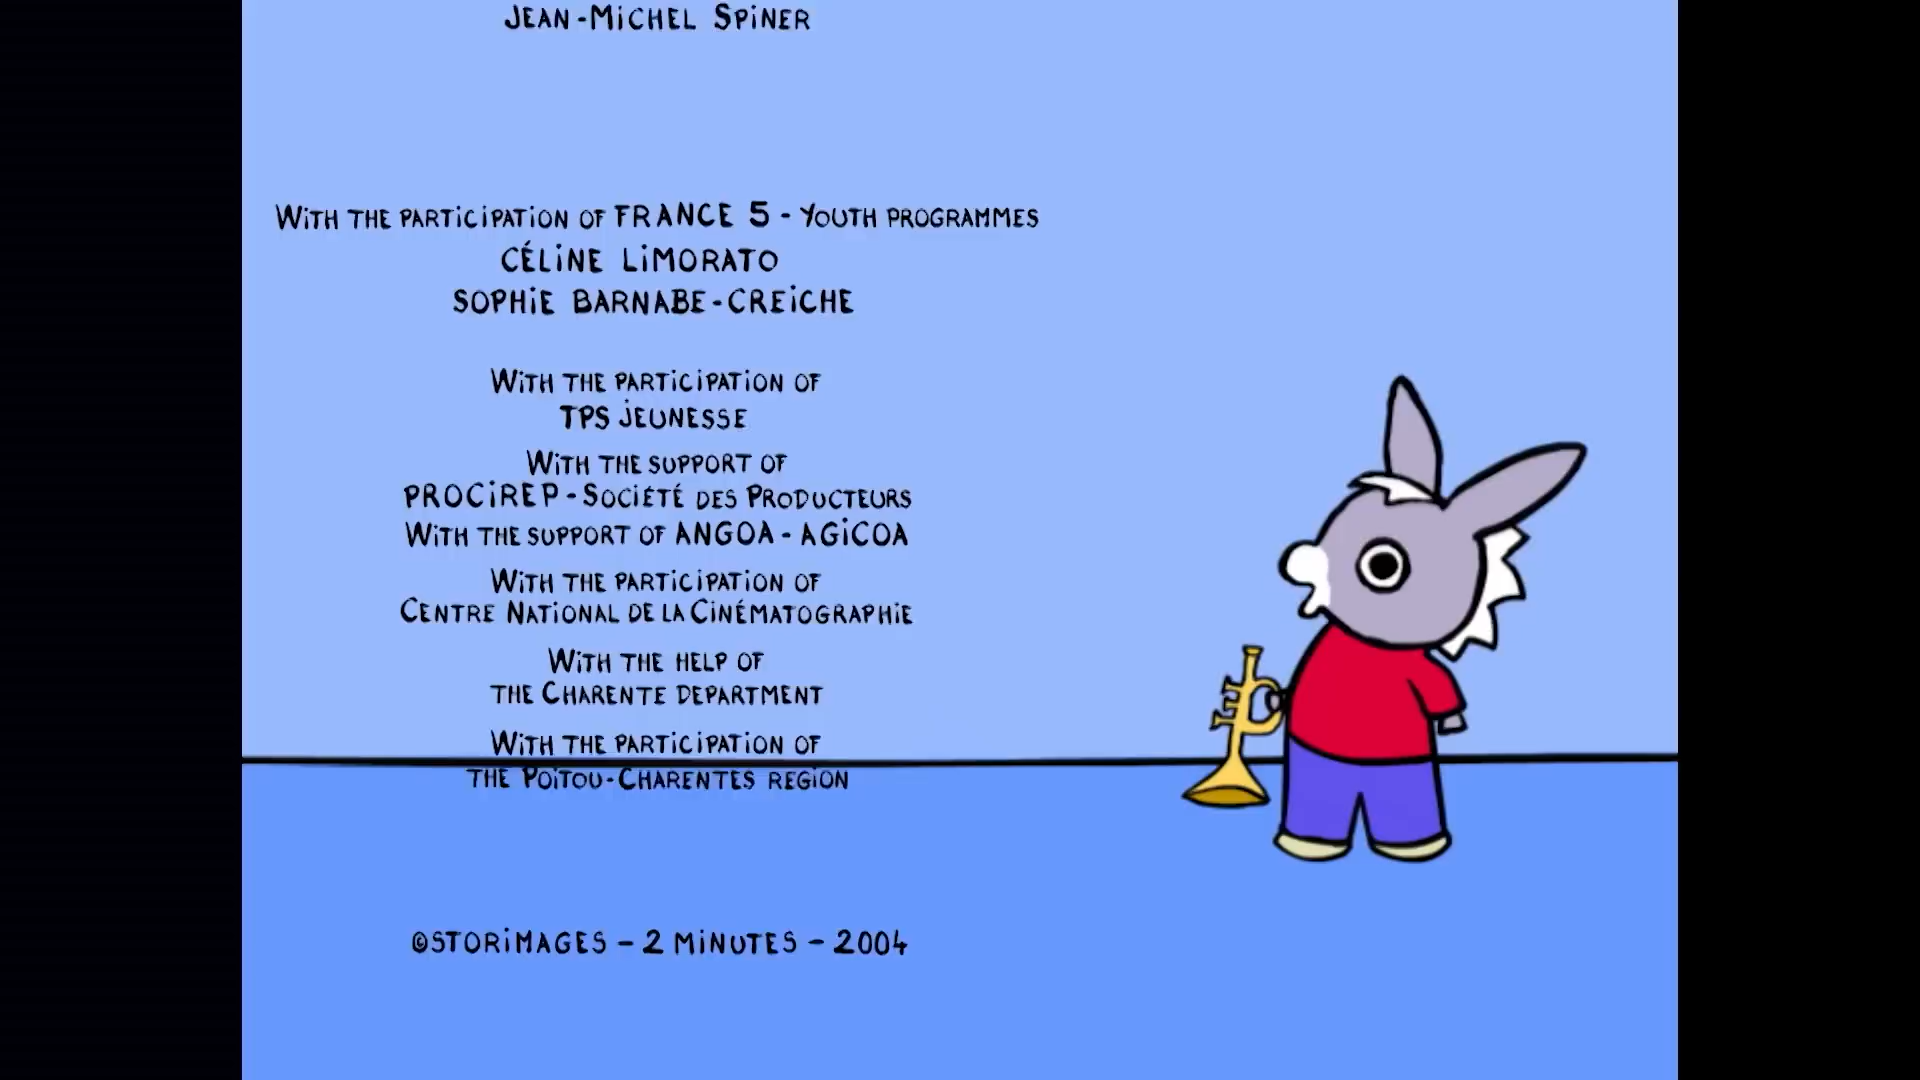 JEAN-MiCHEL SPiNER
WiTH THE PARTiCiPATiON OF FRANCE 5 - YOUTH PROGRAMMES
CÉLiNE LiMORATO
SOPHiE BARNABE-CREiCHE
WiTH THE PARTiCiPATiON OF
TPS JEUNESSE
WiTH THE SUPPORT OF
PROCiREP - SOCiÉTÉ DES PRODUCTEURS
WiTH THE SUPPORT OF ANGOA - AGiCOA
WiTH THE PARTiCiPATiON OF
CENTRE NATiONAL DE LA CiNÉMATOGRAPHiE
WiTH THE HELP OF
THE CHARENTE DEPARTMENT
WiTH THE PARTiCiPATiON OF
THE POiTOU-CHARENTES REGiON
©STORiMAGES - 2 MiNUTES - 2004